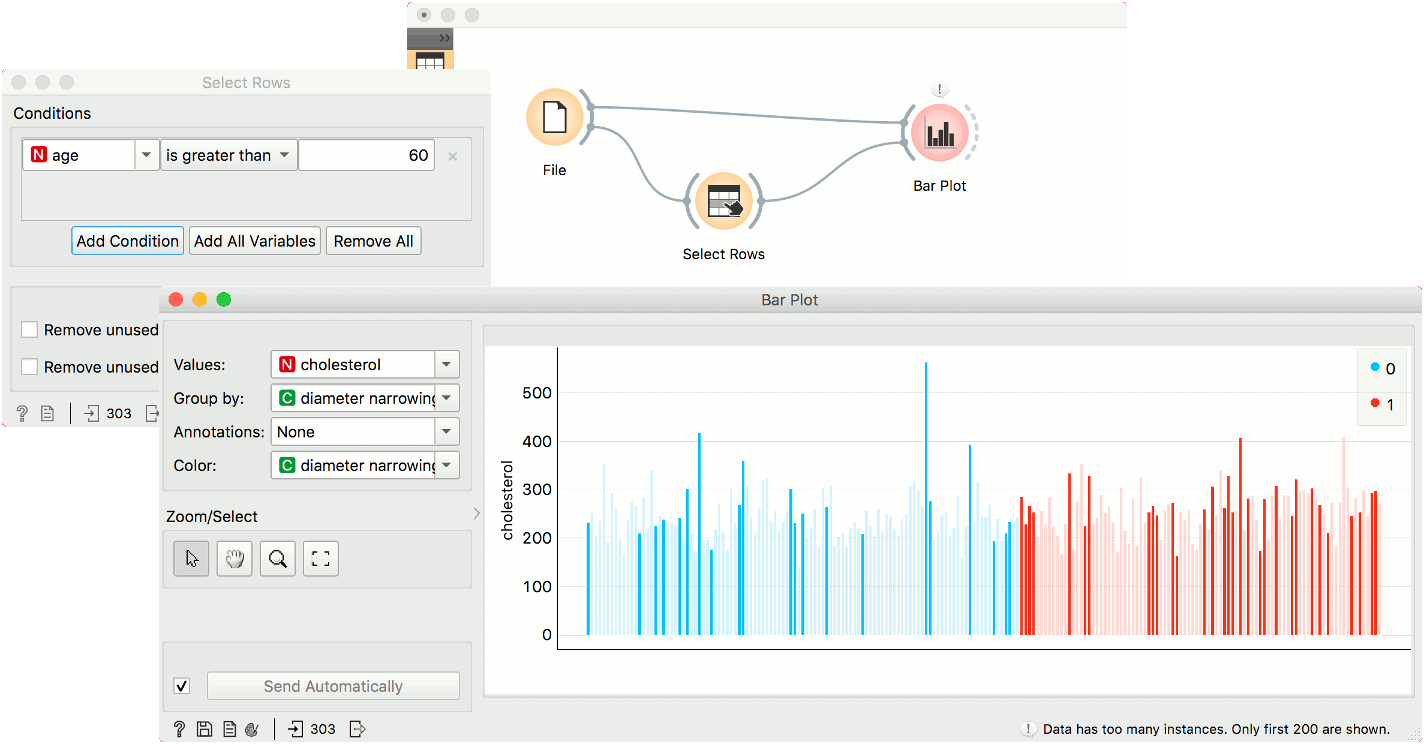 >>
!
File
Select Rows
Bar Plot
Select Rows
Conditions
N age
is greater than
60
×
Add Condition
Add All Variables
Remove All
Remove unused
Remove unused
? 303
Bar Plot
Values: N cholesterol
Group by: C diameter narrowing
Annotations: None
Color: C diameter narrowing
Zoom/Select
Send Automatically
? 303
cholesterol
500
400
300
200
100
0
0
1
! Data has too many instances. Only first 200 are shown.